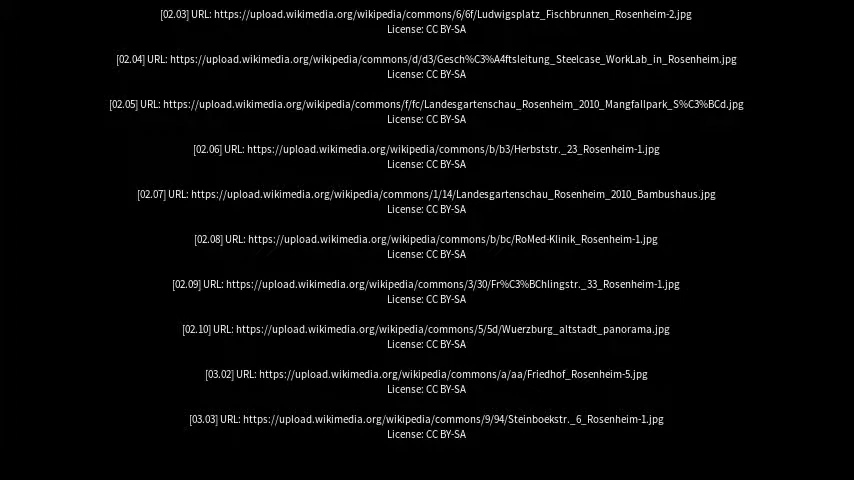 [02.03] URL: https://upload.wikimedia.org/wikipedia/commons/6/6f/Ludwigsplatz_Fischbrunnen_Rosenheim-2.jpg
License: CC BY-SA
[02.04] URL: https://upload.wikimedia.org/wikipedia/commons/d/d3/Gesch%C3%A4ftsleitung_Steelcase_WorkLab_in_Rosenheim.jpg
License: CC BY-SA
[02.05] URL: https://upload.wikimedia.org/wikipedia/commons/f/fc/Landesgartenschau_Rosenheim_2010_Mangfallpark_S%C3%BCd.jpg
License: CC BY-SA
[02.06] URL: https://upload.wikimedia.org/wikipedia/commons/b/b3/Herbststr._23_Rosenheim-1.jpg
License: CC BY-SA
[02.07] URL: https://upload.wikimedia.org/wikipedia/commons/1/14/Landesgartenschau_Rosenheim_2010_Bambushaus.jpg
License: CC BY-SA
[02.08] URL: https://upload.wikimedia.org/wikipedia/commons/b/bc/RoMed-Klinik_Rosenheim-1.jpg
License: CC BY-SA
[02.09] URL: https://upload.wikimedia.org/wikipedia/commons/3/30/Fr%C3%BChlingstr._33_Rosenheim-1.jpg
License: CC BY-SA
[02.10] URL: https://upload.wikimedia.org/wikipedia/commons/5/5d/Wuerzburg_altstadt_panorama.jpg
License: CC BY-SA
[03.02] URL: https://upload.wikimedia.org/wikipedia/commons/a/aa/Friedhof_Rosenheim-5.jpg
License: CC BY-SA
[03.03] URL: https://upload.wikimedia.org/wikipedia/commons/9/94/Steinboekstr._6_Rosenheim-1.jpg
License: CC BY-SA